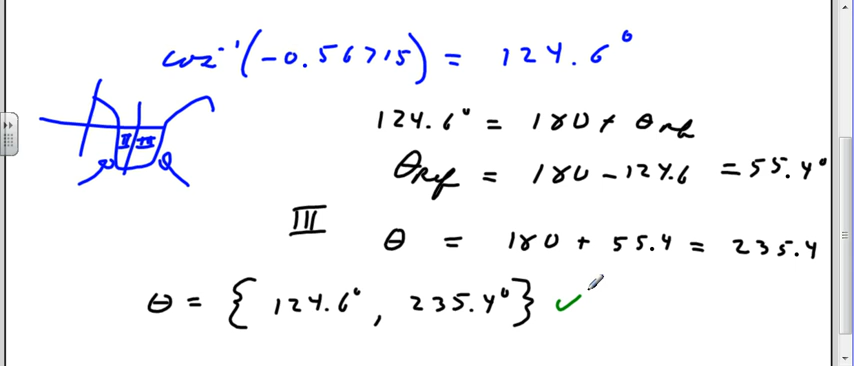 cos⁻¹(-0.56715) = 124.6°
II III
124.6° = 180 + θref
θRef = 180 - 124.6 = 55.4°
III
θ = 180 + 55.4 = 235.4
θ = { 124.6°, 235.4° } ✓